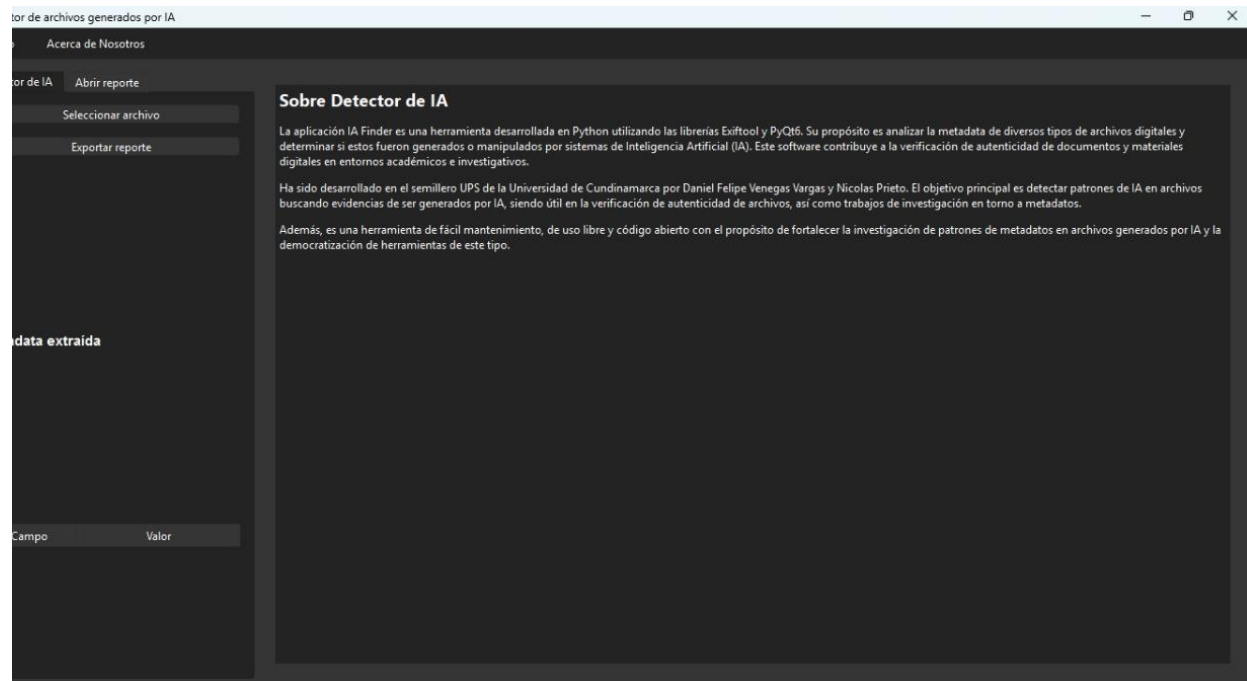 tor de archivos generados por IA
Acerca de Nosotros
tor de IA Abrir reporte
Seleccionar archivo
Exportar reporte
data extraída
Campo Valor
Sobre Detector de IA
La aplicación IA Finder es una herramienta desarrollada en Python utilizando las librerías Exiftool y PyQt6. Su propósito es analizar la metadata de diversos tipos de archivos digitales y
determinar si estos fueron generados o manipulados por sistemas de Inteligencia Artificial (IA). Este software contribuye a la verificación de autenticidad de documentos y materiales
digitales en entornos académicos e investigativos.
Ha sido desarrollado en el semillero UPS de la Universidad de Cundinamarca por Daniel Felipe Venegas Vargas y Nicolas Prieto. El objetivo principal es detectar patrones de IA en archivos
buscando evidencias de ser generados por IA, siendo útil en la verificación de autenticidad de archivos, así como trabajos de investigación en torno a metadatos.
Además, es una herramienta de fácil mantenimiento, de uso libre y código abierto con el propósito de fortalecer la investigación de patrones de metadatos en archivos generados por IA y la
democratización de herramientas de este tipo.